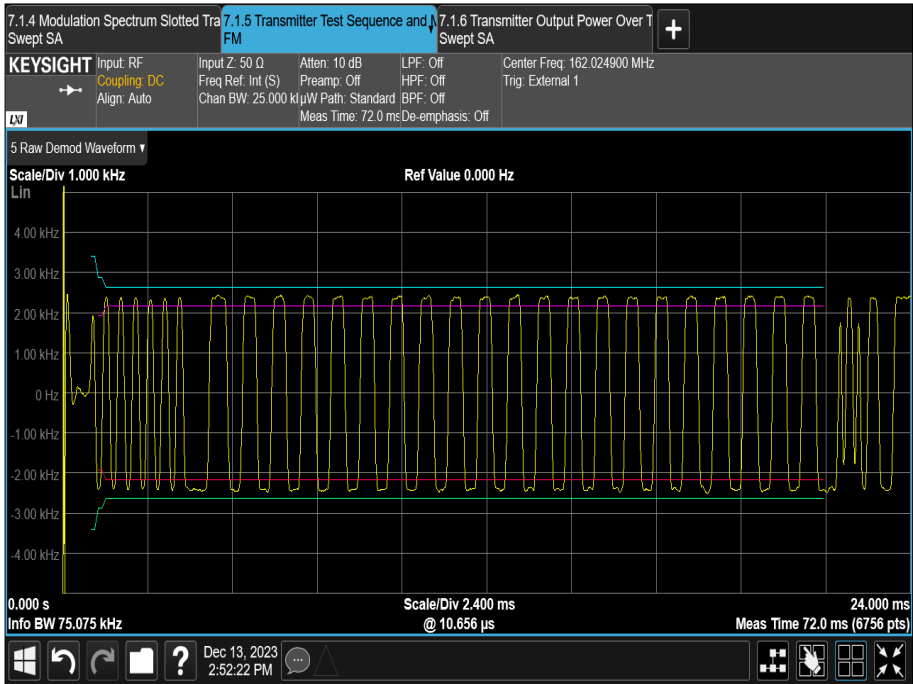 7.1.4 Modulation Spectrum Slotted Tra
Swept SA
7.1.5 Transmitter Test Sequence and M
FM
7.1.6 Transmitter Output Power Over T
Swept SA
+
KEYSIGHT
LXI
Input: RF
Coupling: DC
Align: Auto
Input Z: 50 Ω
Freq Ref: Int (S)
Chan BW: 25.000 kH
Atten: 10 dB
Preamp: Off
µW Path: Standard
Meas Time: 72.0 ms
LPF: Off
HPF: Off
BPF: Off
De-emphasis: Off
Center Freq: 162.024900 MHz
Trig: External 1
5 Raw Demod Waveform ▾
Scale/Div 1.000 kHz
Ref Value 0.000 Hz
Lin
4.00 kHz
3.00 kHz
2.00 kHz
1.00 kHz
0 Hz
-1.00 kHz
-2.00 kHz
-3.00 kHz
-4.00 kHz
0.000 s
Scale/Div 2.400 ms
24.000 ms
Info BW 75.075 kHz
@ 10.656 µs
Meas Time 72.0 ms (6756 pts)
?
Dec 13, 2023
2:52:22 PM